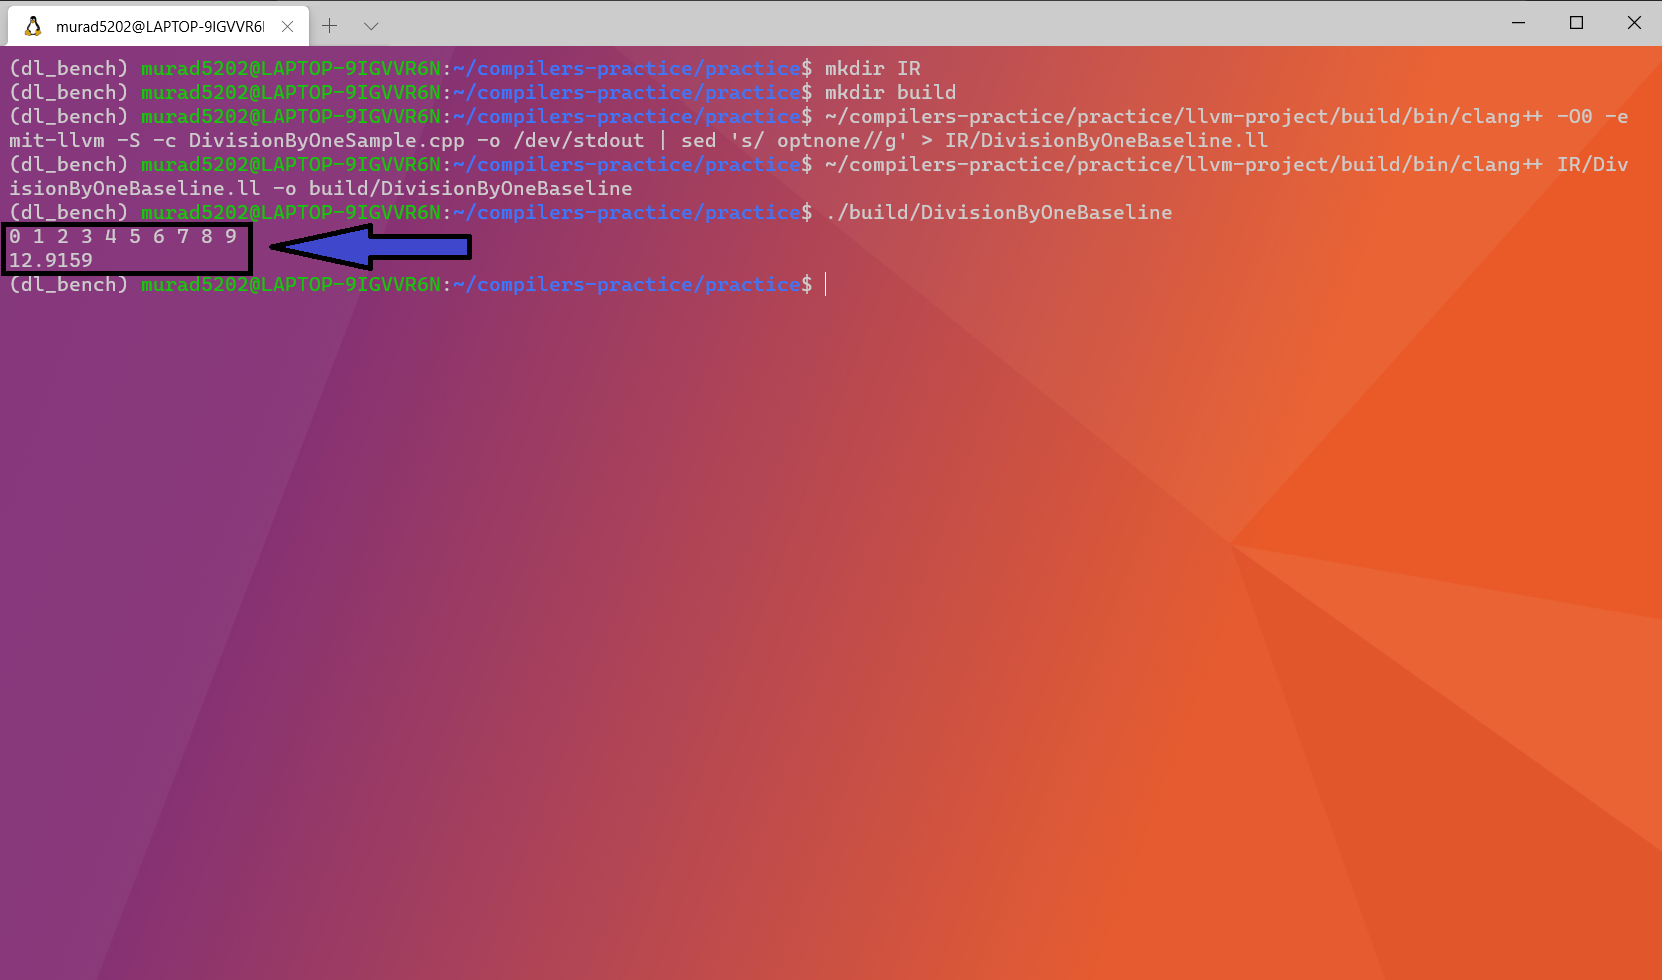 murad5202@LAPTOP-9IGVVR6
(dl_bench) murad5202@LAPTOP-9IGVVR6N:~/compilers-practice/practice$ mkdir IR
(dl_bench) murad5202@LAPTOP-9IGVVR6N:~/compilers-practice/practice$ mkdir build
(dl_bench) murad5202@LAPTOP-9IGVVR6N:~/compilers-practice/practice$ ~/compilers-practice/practice/llvm-project/build/bin/clang++ -O0 -e
mit-llvm -S -c DivisionByOneSample.cpp -o /dev/stdout | sed 's/ optnone//g' > IR/DivisionByOneBaseline.ll
(dl_bench) murad5202@LAPTOP-9IGVVR6N:~/compilers-practice/practice$ ~/compilers-practice/practice/llvm-project/build/bin/clang++ IR/Div
isionByOneBaseline.ll -o build/DivisionByOneBaseline
(dl_bench) murad5202@LAPTOP-9IGVVR6N:~/compilers-practice/practice$ ./build/DivisionByOneBaseline
0 1 2 3 4 5 6 7 8 9
12.9159
(dl_bench) murad5202@LAPTOP-9IGVVR6N:~/compilers-practice/practice$